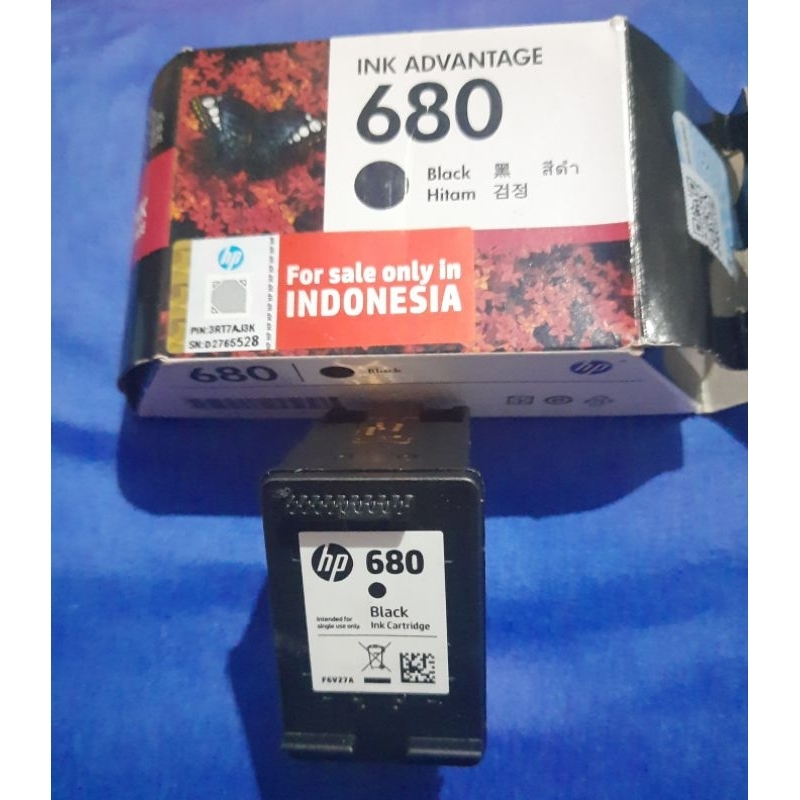 INK ADVANTAGE
680
Black 黑 สีดำ
Hitam 검정
hp
For sale only in
INDONESIA
PIN:3RT7AJ3K
SN:D2765528
680 Black hp
hp 680
Black
Intended for
single use only.
Ink Cartridge
F6V27A